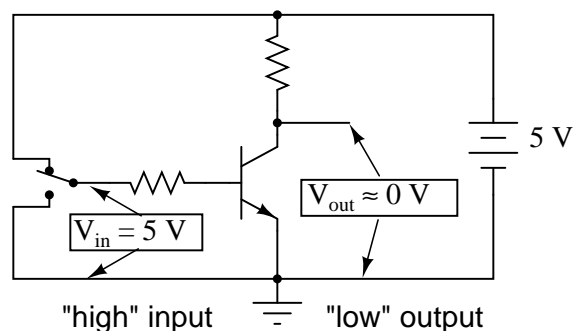 5 V
V_in = 5 V
V_out ≈ 0 V
"high" input
"low" output